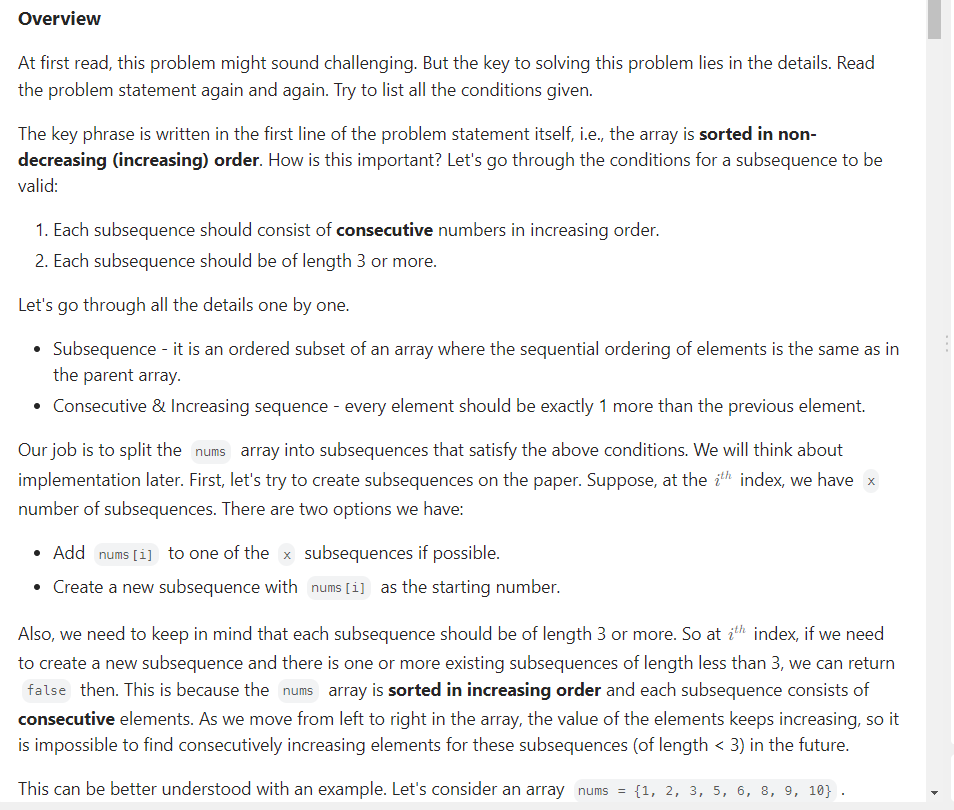 Overview
At first read, this problem might sound challenging. But the key to solving this problem lies in the details. Read
the problem statement again and again. Try to list all the conditions given.
The key phrase is written in the first line of the problem statement itself, i.e., the array is sorted in non-
decreasing (increasing) order. How is this important? Let's go through the conditions for a subsequence to be
valid:
1. Each subsequence should consist of consecutive numbers in increasing order.
2. Each subsequence should be of length 3 or more.
Let's go through all the details one by one.
• Subsequence - it is an ordered subset of an array where the sequential ordering of elements is the same as in
the parent array.
• Consecutive & Increasing sequence - every element should be exactly 1 more than the previous element.
Our job is to split the nums array into subsequences that satisfy the above conditions. We will think about
implementation later. First, let's try to create subsequences on the paper. Suppose, at the i^th index, we have x
number of subsequences. There are two options we have:
• Add nums[i] to one of the x subsequences if possible.
• Create a new subsequence with nums[i] as the starting number.
Also, we need to keep in mind that each subsequence should be of length 3 or more. So at i^th index, if we need
to create a new subsequence and there is one or more existing subsequences of length less than 3, we can return
false then. This is because the nums array is sorted in increasing order and each subsequence consists of
consecutive elements. As we move from left to right in the array, the value of the elements keeps increasing, so it
is impossible to find consecutively increasing elements for these subsequences (of length < 3) in the future.
This can be better understood with an example. Let's consider an array nums = {1, 2, 3, 5, 6, 8, 9, 10} .